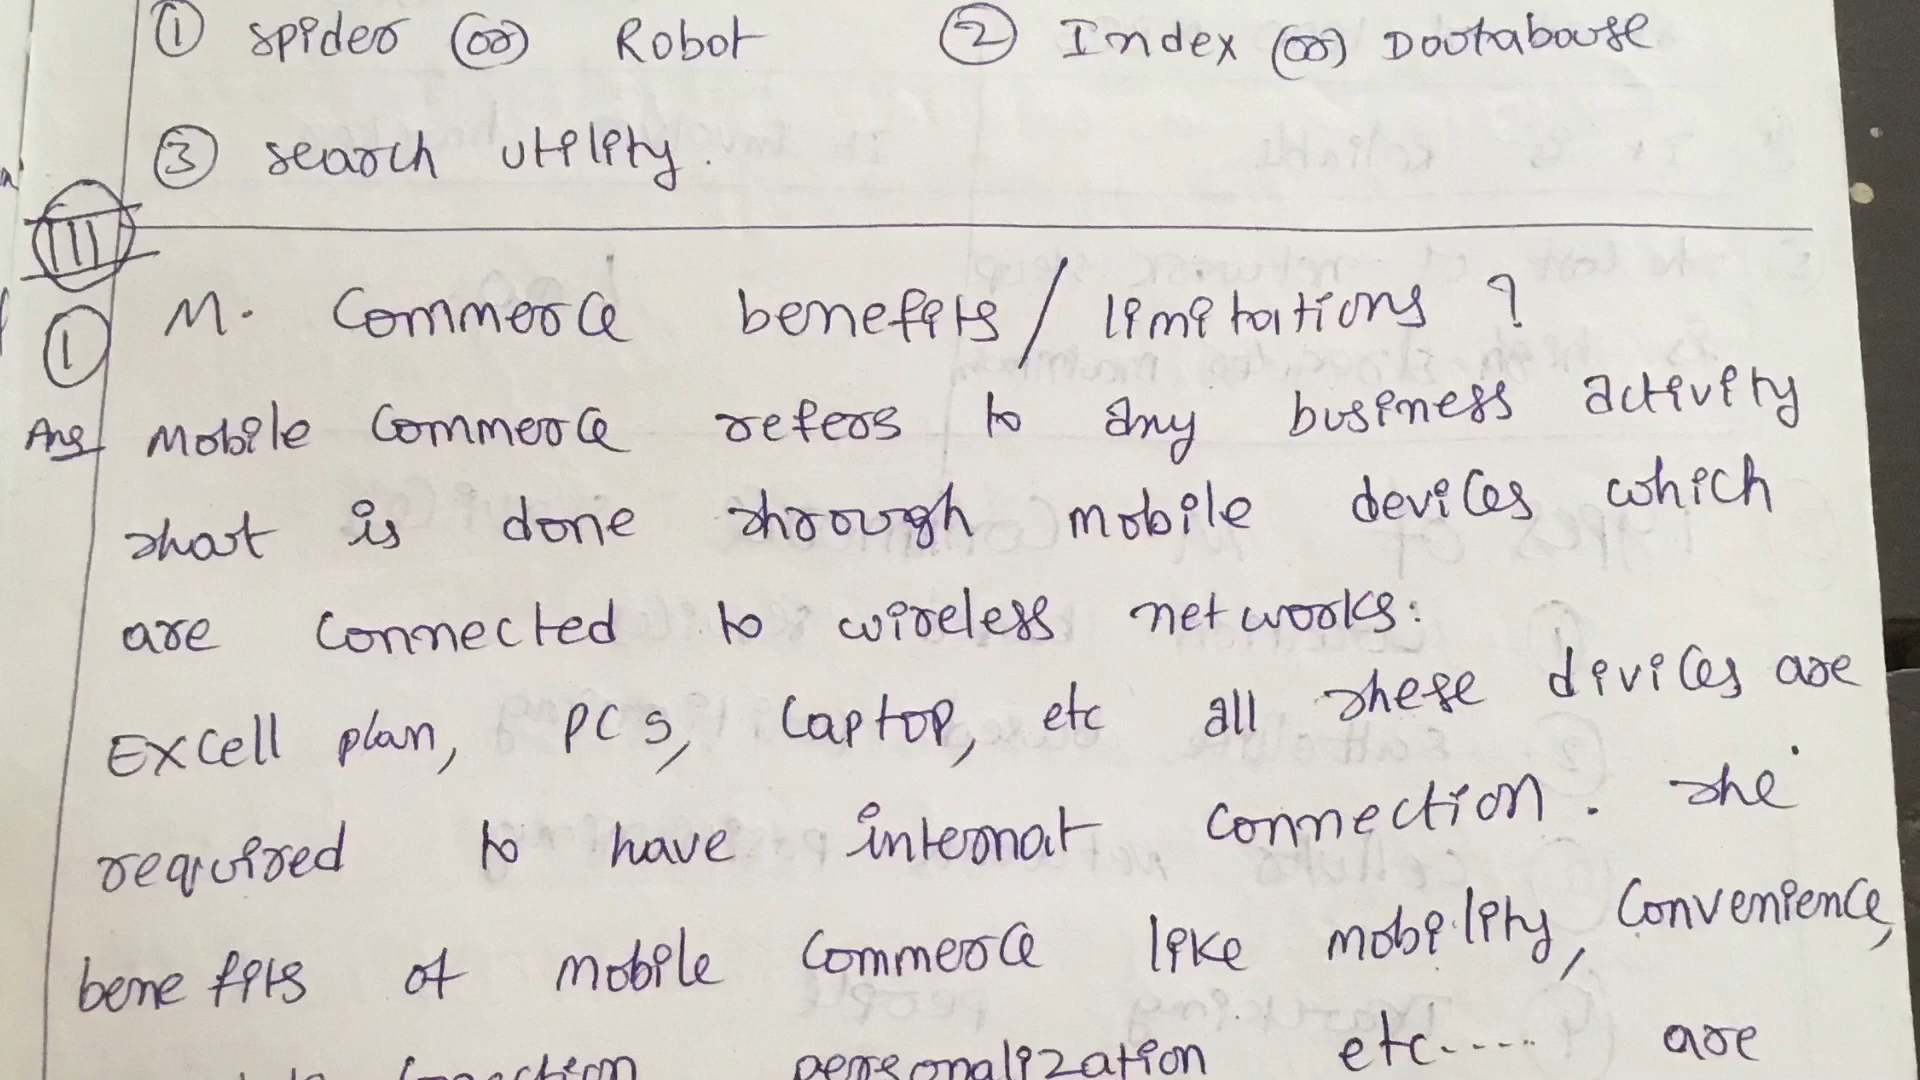 ① Spider (or) Robot ② Index (or) Database
③ search utility.
III
① M. Commerce benefits / limitations ?
Ans Mobile Commerce refers to any business activity
that is done through mobile devices which
are connected to wireless networks:
EXCell plan, PCs, Laptop, etc all these divices are
required to have internat connection. The
benefits of mobile commerce like mobility, Convenience,
personalization etc..... are